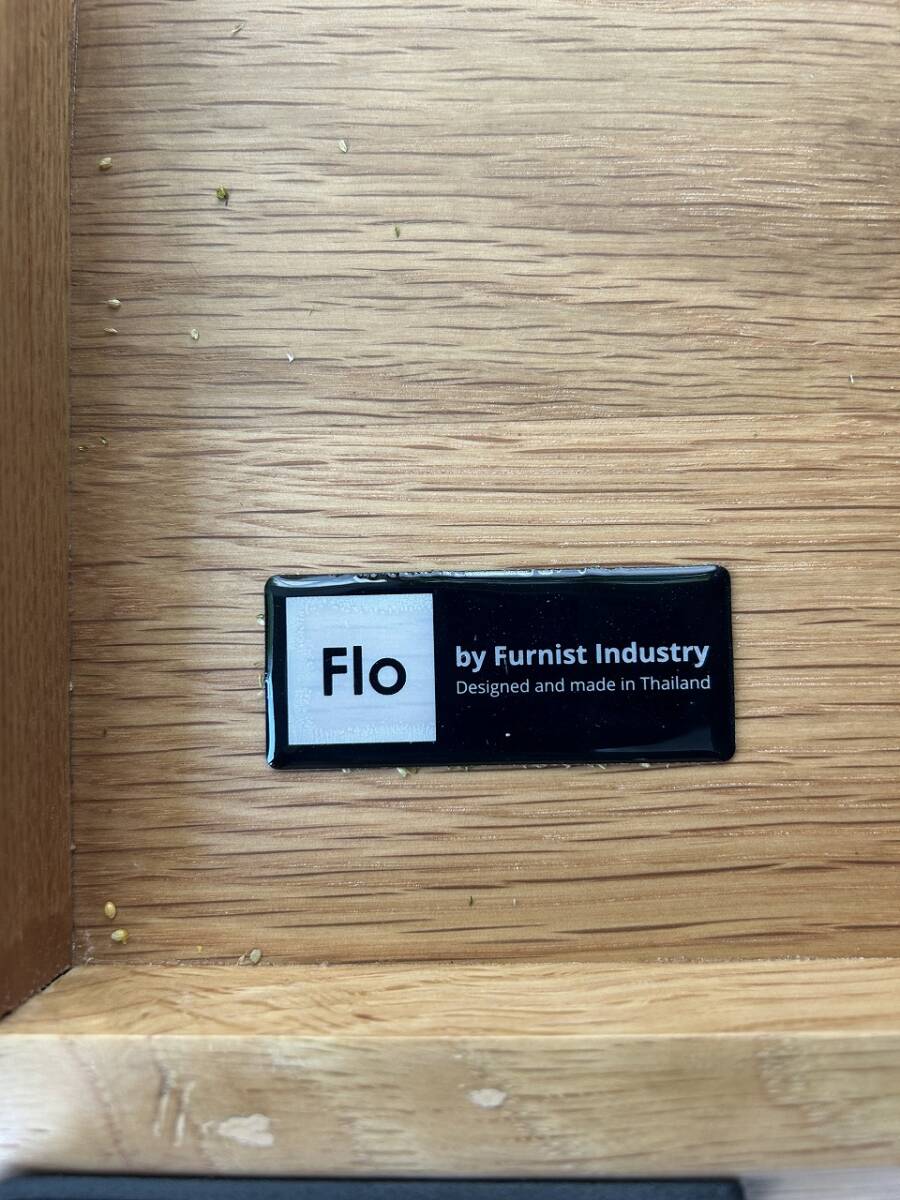 Flo
by Furnist Industry
Designed and made in Thailand